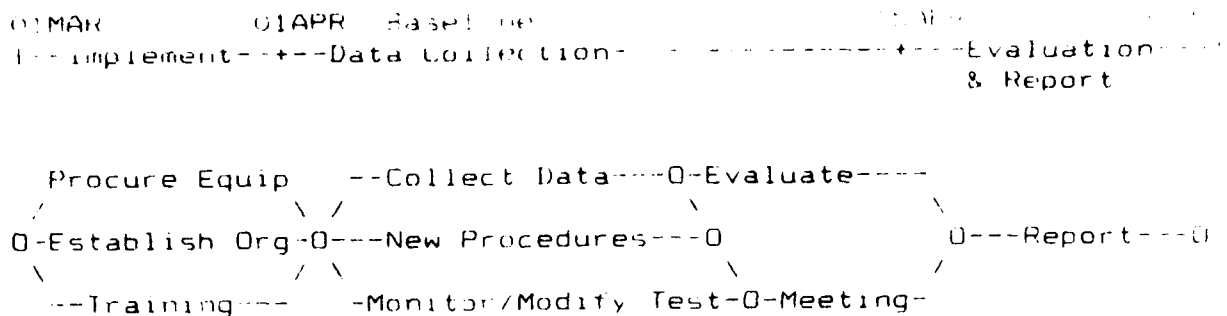 01MAR 01APR Baseline
+--Implement--+--Data Collection- - ----------+----Evaluation----
& Report
Procure Equip --Collect Data----O-Evaluate----
/ \ / \ \
O-Establish Org-O---New Procedures---O O---Report---O
\ / \ \ /
---Training--- -Monitor/Modify Test-O-Meeting-